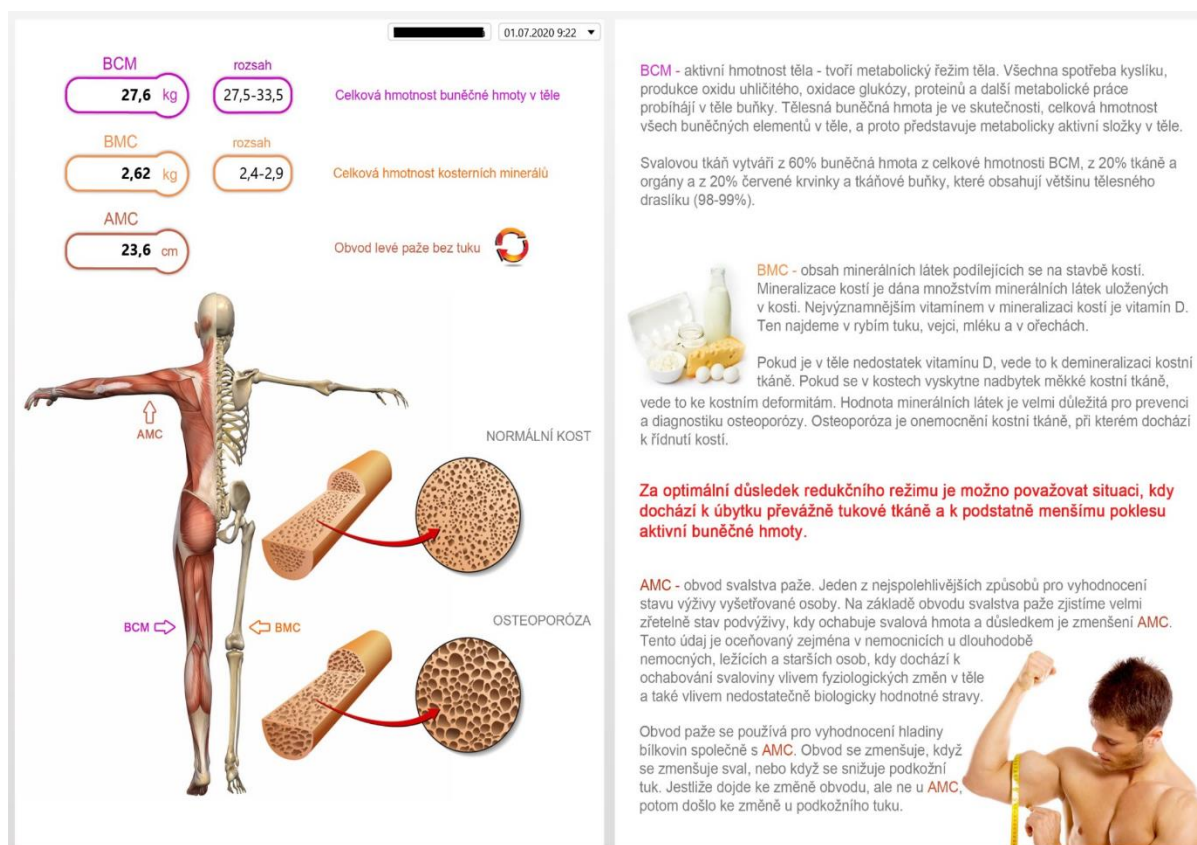 01.07.2020 9:22
BCM
rozsah
27,6 kg
27,5-33,5
Celková hmotnost buněčné hmoty v těle
BMC
rozsah
2,62 kg
2,4-2,9
Celková hmotnost kosterních minerálů
AMC
23,6 cm
Obvod levé paže bez tuku
AMC
NORMÁLNÍ KOST
OSTEOPORÓZA
BCM
BMC
BCM - aktivní hmotnost těla - tvoří metabolický řežim těla. Všechna spotřeba kyslíku,
produkce oxidu uhličitého, oxidace glukózy, proteinů a další metabolické práce
probíhájí v těle buňky. Tělesná buněčná hmota je ve skutečnosti, celková hmotnost
všech buněčných elementů v těle, a proto představuje metabolicky aktivní složky v těle.
Svalovou tkáň vytváří z 60% buněčná hmota z celkové hmotnosti BCM, z 20% tkáně a
orgány a z 20% červené krvinky a tkáňové buňky, které obsahují většinu tělesného
draslíku (98-99%).
BMC - obsah minerálních látek podílejících se na stavbě kostí.
Mineralizace kostí je dána množstvím minerálních látek uložených
v kosti. Nejvýznamnějším vitamínem v mineralizaci kostí je vitamín D.
Ten najdeme v rybím tuku, vejci, mléku a v ořechách.
Pokud je v těle nedostatek vitamínu D, vede to k demineralizaci kostní
tkáně. Pokud se v kostech vyskytne nadbytek měkké kostní tkáně,
vede to ke kostním deformitám. Hodnota minerálních látek je velmi důležitá pro prevenci
a diagnostiku osteoporózy. Osteoporóza je onemocnění kostní tkáně, při kterém dochází
k řídnutí kostí.
Za optimální důsledek redukčního režimu je možno považovat situaci, kdy
dochází k úbytku převážně tukové tkáně a k podstatně menšímu poklesu
aktivní buněčné hmoty.
AMC - obvod svalstva paže. Jeden z nejspolehlivějších způsobů pro vyhodnocení
stavu výživy vyšetřované osoby. Na základě obvodu svalstva paže zjistíme velmi
zřetelně stav podvýživy, kdy ochabuje svalová hmota a důsledkem je zmenšení AMC.
Tento údaj je oceňovaný zejména v nemocnicích u dlouhodobě
nemocných, ležících a starších osob, kdy dochází k
ochabování svaloviny vlivem fyziologických změn v těle
a také vlivem nedostatečně biologicky hodnotné stravy.
Obvod paže se používá pro vyhodnocení hladiny
bílkovin společně s AMC. Obvod se zmenšuje, když
se zmenšuje sval, nebo když se snižuje podkožní
tuk. Jestliže dojde ke změně obvodu, ale ne u AMC,
potom došlo ke změně u podkožního tuku.